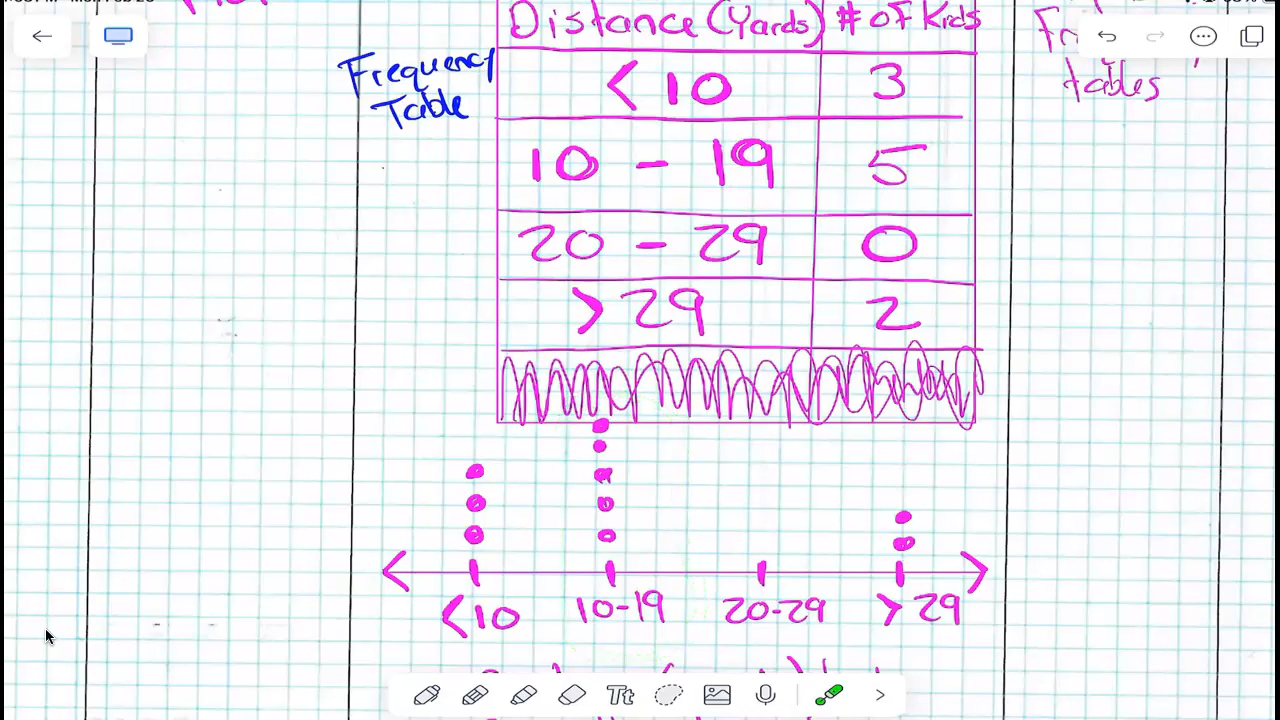 Distance (Yards) # of Kids
Frequency
Table
< 10 3
10 - 19 5
20 - 29 0
> 29 2
tables
<10 10-19 20-29 > 29
Tt